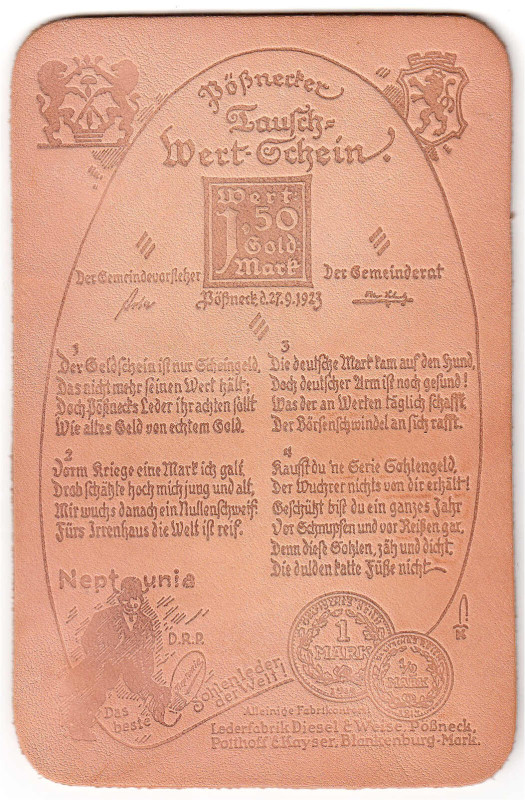 Pößnecker
Tausch-
Wert-Schein.
Wert:
1,50
Gold:
Mark
Der Gemeindevorsteher
Der Gemeinderat
Pößneck, d. 27.9.1923
1
Der Geldschein ist nur Scheingeld,
Das nicht mehr seinen Wert hält;
Doch Pößneck's Leder ihr achten sollt
Wie altes Geld von echtem Gold.
2
Vorm Kriege eine Mark ich galt,
Drob schätzte hoch mich jung und alt,
Mir wuchs danach ein Nullenschweif:
Fürs Irrenhaus die Welt ist reif.
3
Die deutsche Mark kam auf den Hund,
Doch deutscher Arm ist noch gesund!
Was der an Werten täglich schafft,
Der Börsenschwindel an sich rafft.
4
Kaufst du 'ne Serie Sohlengeld,
Der Wuchrer nichts von dir erhält!
Geschützt bist du ein ganzes Jahr
Vor Schnupfen und vor Reißen gar,
Denn diese Sohlen, zäh und dicht,
Die dulden kalte Füße nicht
Neptunia
D.R.P.
Das
beste
Sohlenleder
der Welt!
1
MARK
1/2
MARK
Alleinige Fabrikanten:
Lederfabrik Diesel & Weise, Pößneck,
Potthoff & Kayser, Blankenburg-Mark.